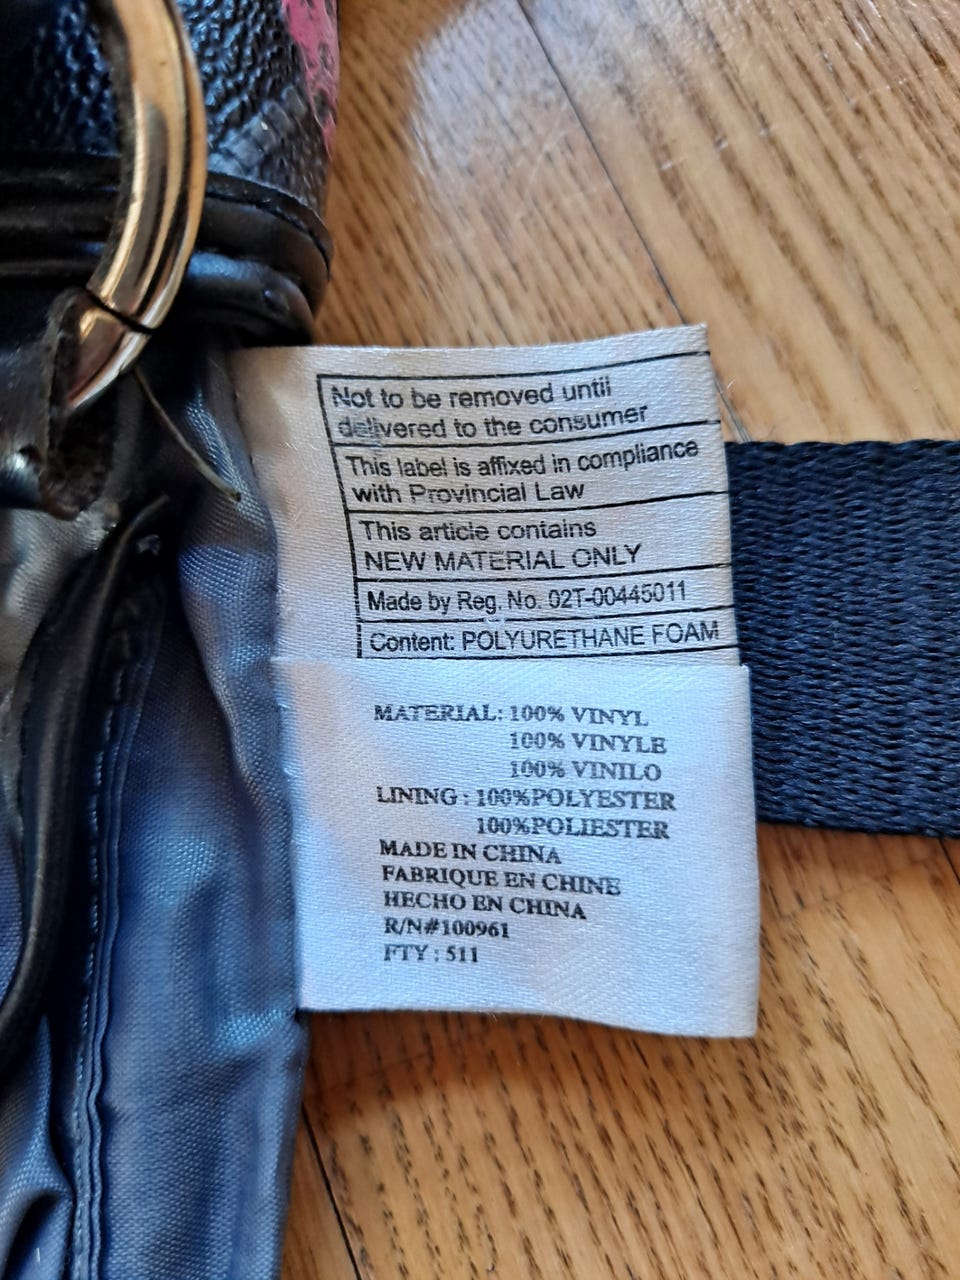 Not to be removed until
delivered to the consumer
This label is affixed in compliance
with Provincial Law
This article contains
NEW MATERIAL ONLY
Made by Reg. No. 02T-00445011
Content: POLYURETHANE FOAM
MATERIAL: 100% VINYL
100% VINYLE
100% VINILO
LINING : 100%POLYESTER
100%POLIESTER
MADE IN CHINA
FABRIQUE EN CHINE
HECHO EN CHINA
R/N#100961
FTY : 511